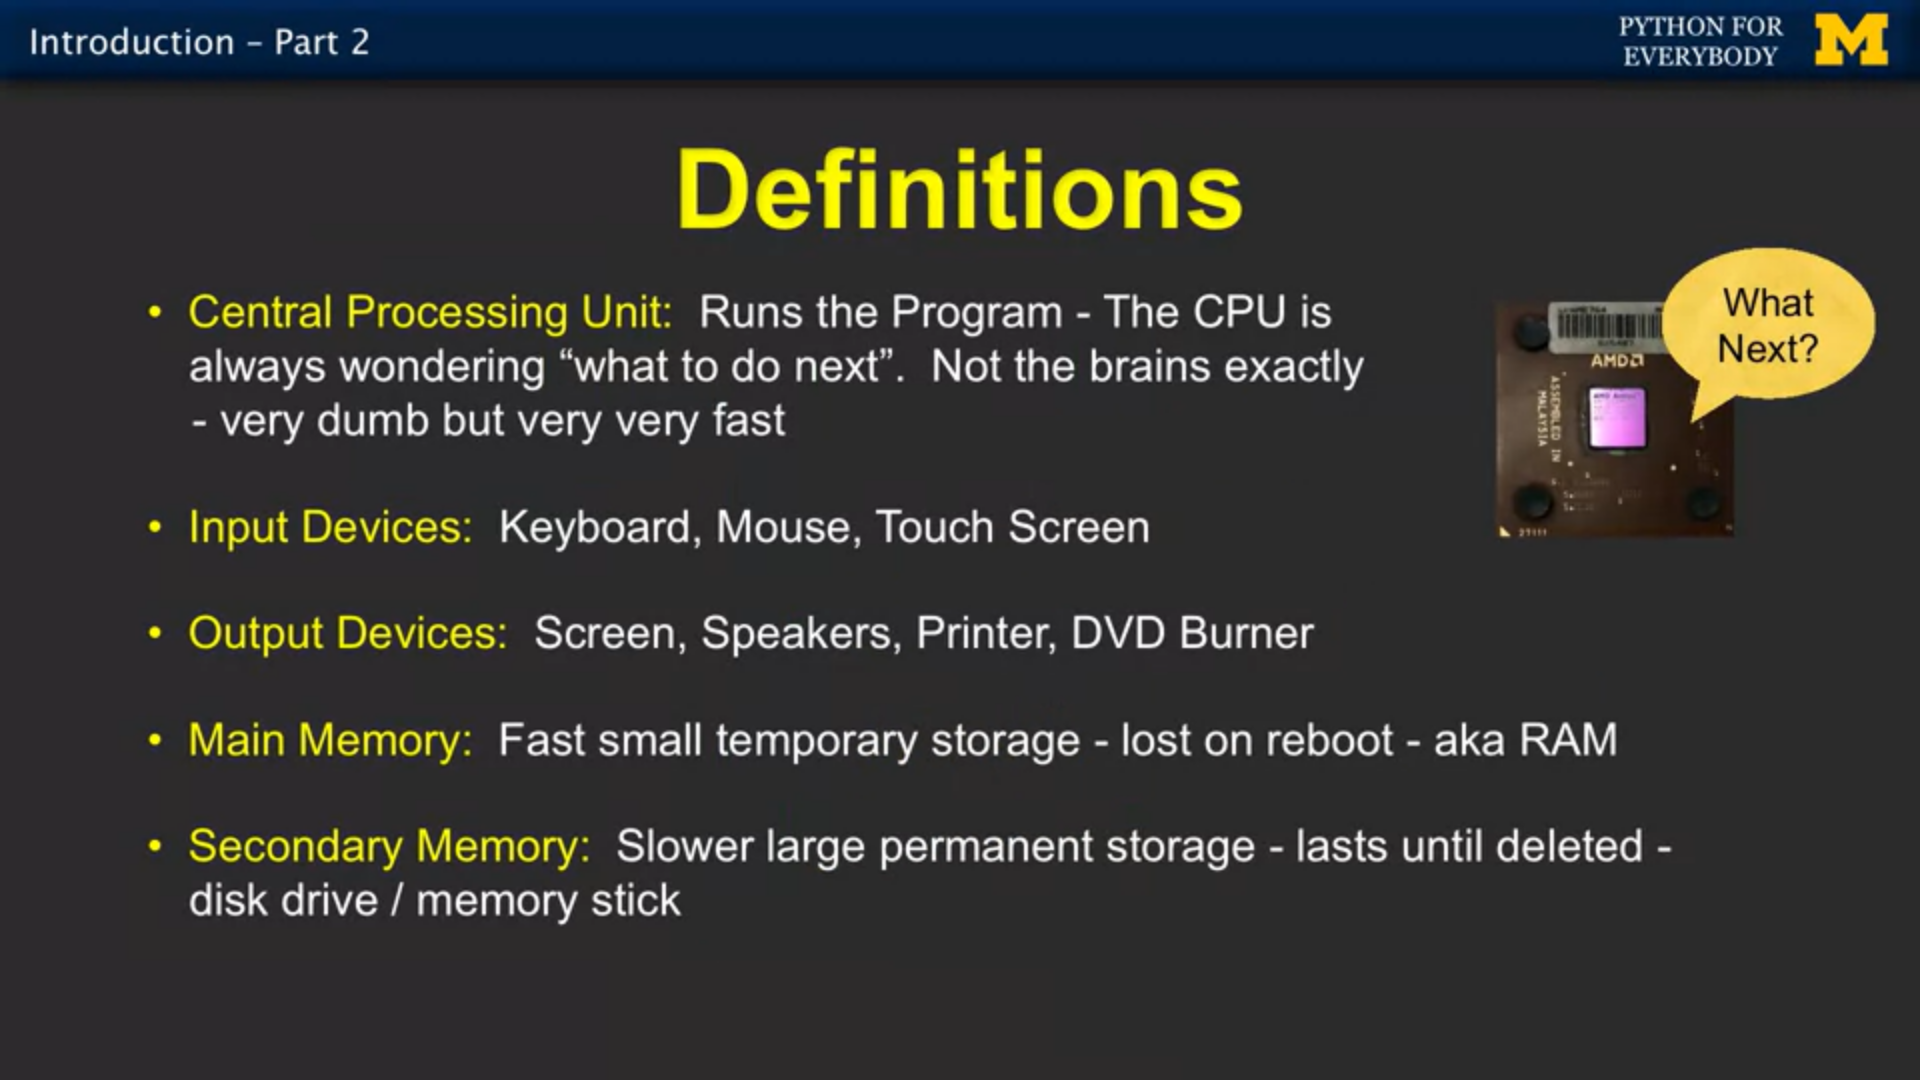 Introduction – Part 2
PYTHON FOR
EVERYBODY
M
Definitions
• Central Processing Unit: Runs the Program - The CPU is
always wondering “what to do next”. Not the brains exactly
- very dumb but very very fast
What
Next?
AMD
ASSEMBLED IN
MALAYSIA
27111
• Input Devices: Keyboard, Mouse, Touch Screen
• Output Devices: Screen, Speakers, Printer, DVD Burner
• Main Memory: Fast small temporary storage - lost on reboot - aka RAM
• Secondary Memory: Slower large permanent storage - lasts until deleted -
disk drive / memory stick